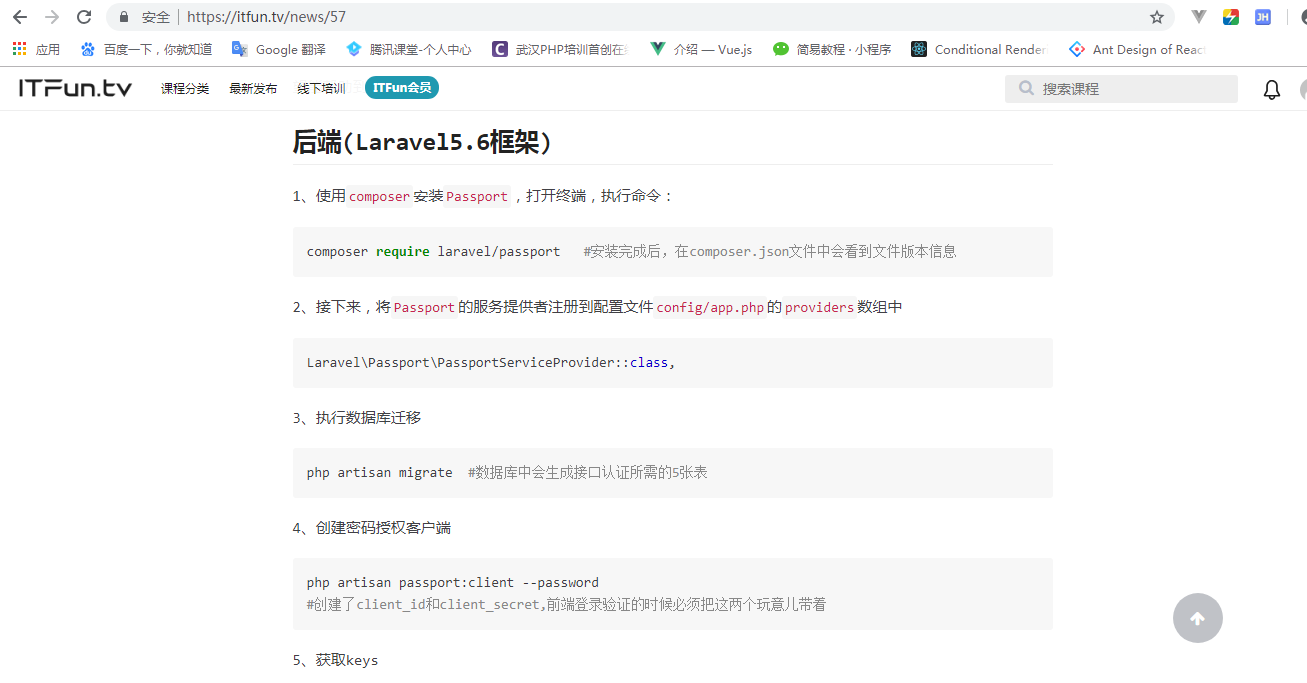 安全 https://itfun.tv/news/57
JH
应用 百度一下，你就知道 Google 翻译 腾讯课堂-个人中心 C 武汉PHP培训首创在 介绍 — Vue.js 简易教程 · 小程序 Conditional Render Ant Design of React
ITFun.tv 课程分类 最新发布 线下培训 ITFun会员 搜索课程
后端(Laravel5.6框架)
1、使用composer安装Passport，打开终端，执行命令：
composer require laravel/passport #安装完成后，在composer.json文件中会看到文件版本信息
2、接下来，将Passport的服务提供者注册到配置文件config/app.php的providers数组中
Laravel\Passport\PassportServiceProvider::class,
3、执行数据库迁移
php artisan migrate #数据库中会生成接口认证所需的5张表
4、创建密码授权客户端
php artisan passport:client --password
#创建了client_id和client_secret,前端登录验证的时候必须把这两个玩意儿带着
5、获取keys